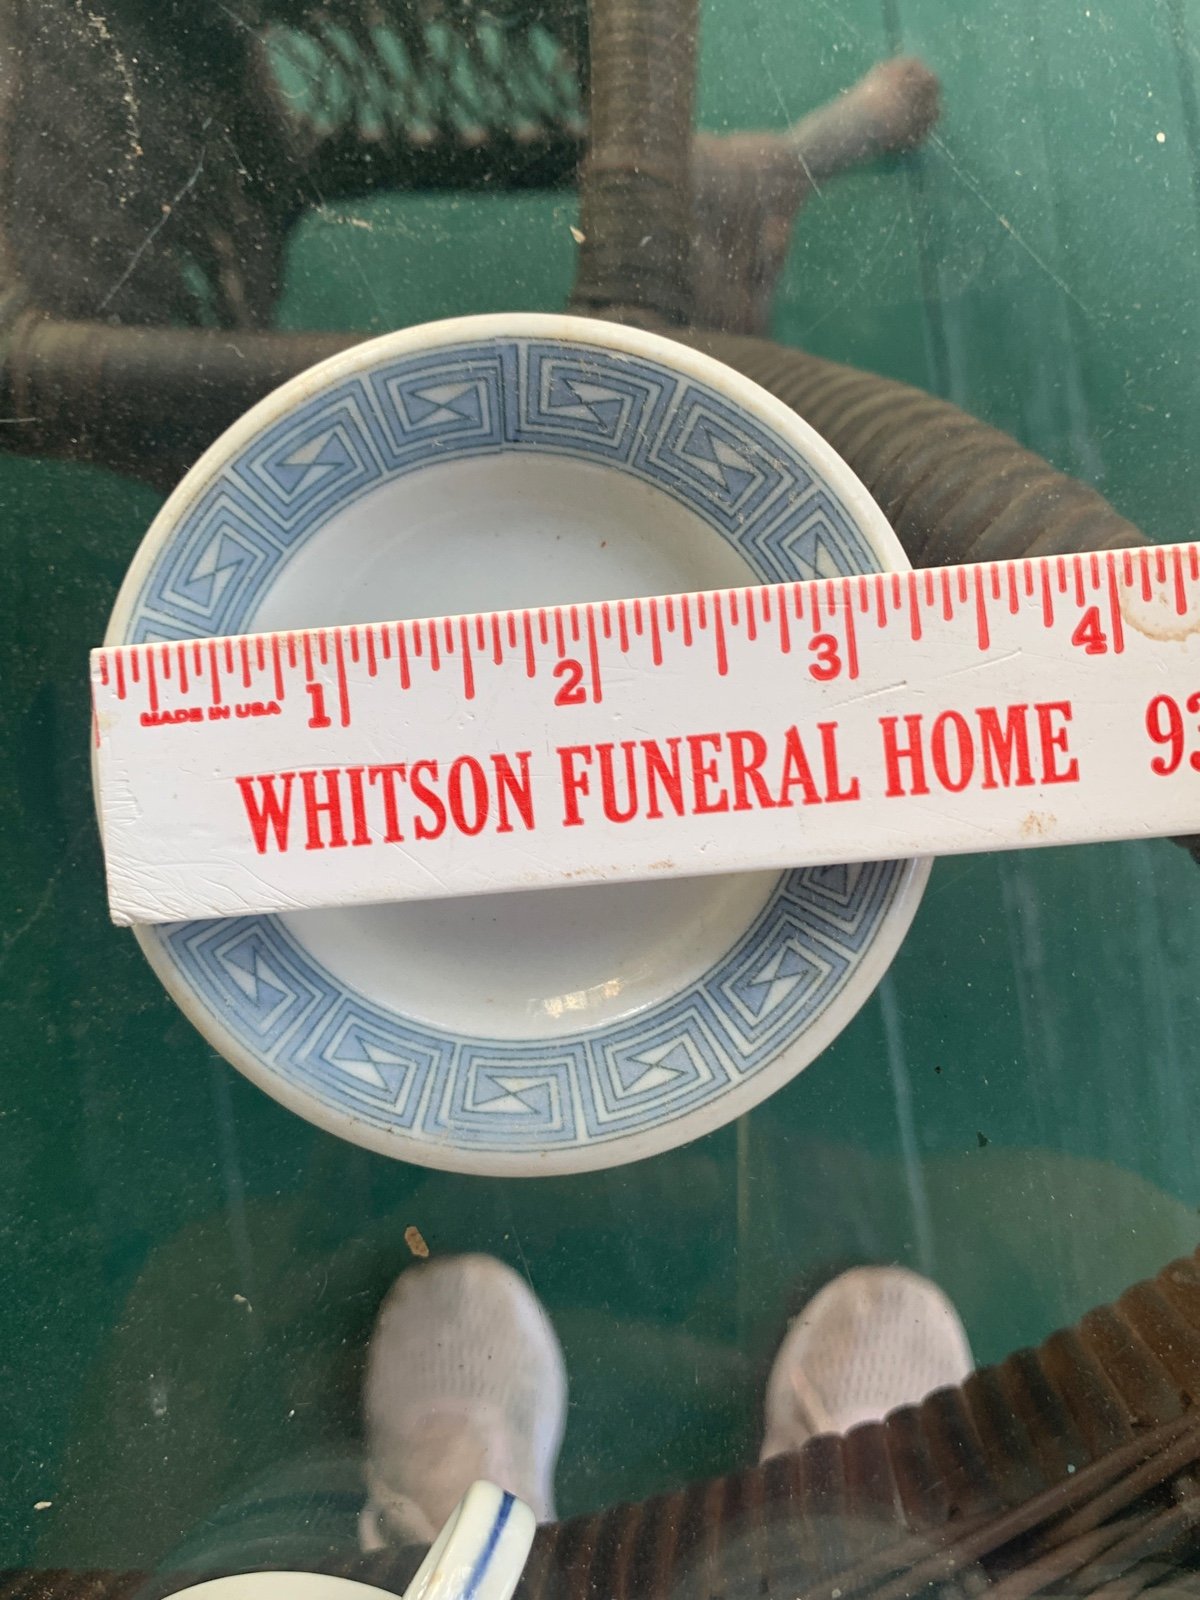 1 2 3 4
MADE IN USA
WHITSON FUNERAL HOME 93